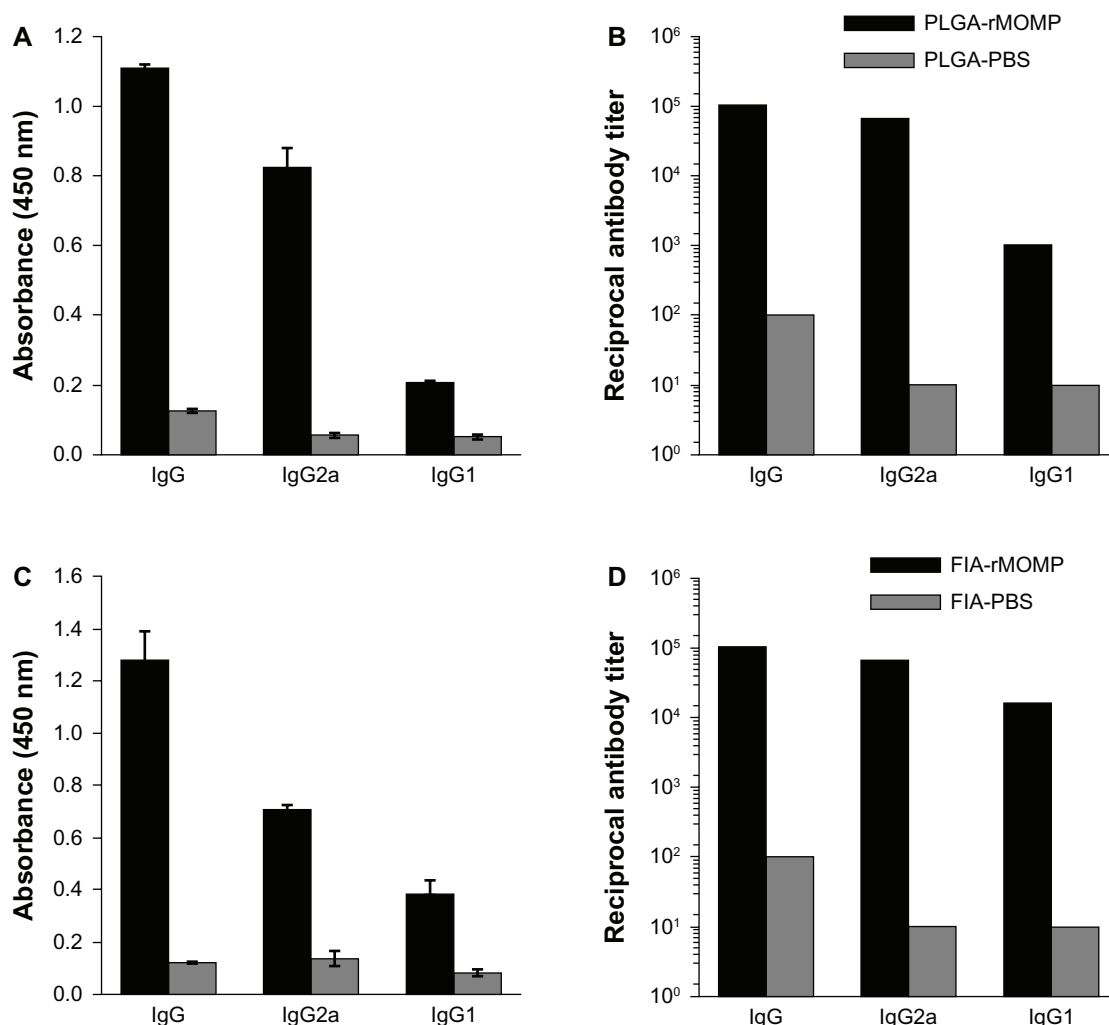 A
Absorbance (450 nm)
1.2
1.0
0.8
0.6
0.4
0.2
0.0
IgG IgG2a IgG1
B
PLGA-rMOMP
PLGA-PBS
Reciprocal antibody titer
10⁶
10⁵
10⁴
10³
10²
10¹
10⁰
IgG IgG2a IgG1
C
Absorbance (450 nm)
1.6
1.4
1.2
1.0
0.8
0.6
0.4
0.2
0.0
IgG IgG2a IgG1
D
FIA-rMOMP
FIA-PBS
Reciprocal antibody titer
10⁶
10⁵
10⁴
10³
10²
10¹
10⁰
IgG IgG2a IgG1